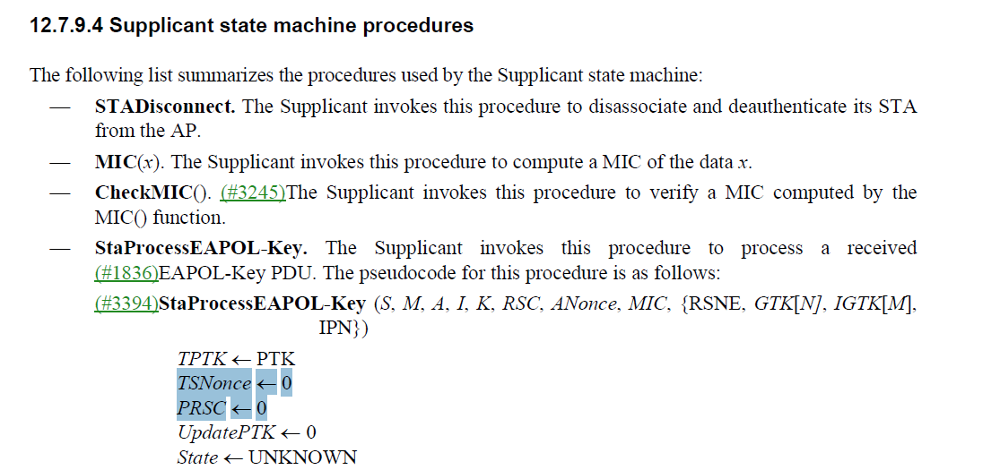 12.7.9.4 Supplicant state machine procedures
The following list summarizes the procedures used by the Supplicant state machine:
— STADisconnect. The Supplicant invokes this procedure to disassociate and deauthenticate its STA
from the AP.
— MIC(x). The Supplicant invokes this procedure to compute a MIC of the data x.
— CheckMIC(). (#3245)The Supplicant invokes this procedure to verify a MIC computed by the
MIC() function.
— StaProcessEAPOL-Key. The Supplicant invokes this procedure to process a received
(#1836)EAPOL-Key PDU. The pseudocode for this procedure is as follows:
(#3394)StaProcessEAPOL-Key (S, M, A, I, K, RSC, ANonce, MIC, {RSNE, GTK[N], IGTK[M],
IPN})
TPTK ← PTK
TSNonce ← 0
PRSC ← 0
UpdatePTK ← 0
State ← UNKNOWN